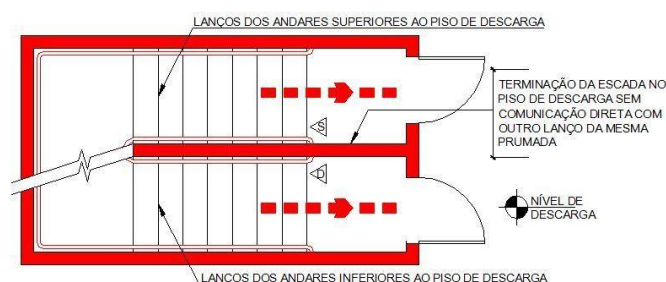 LANÇOS DOS ANDARES SUPERIORES AO PISO DE DESCARGA
TERMINAÇÃO DA ESCADA NO
PISO DE DESCARGA SEM
COMUNICAÇÃO DIRETA COM
OUTRO LANÇO DA MESMA
PRUMADA
S
D
NÍVEL DE
DESCARGA
LANÇOS DOS ANDARES INFERIORES AO PISO DE DESCARGA